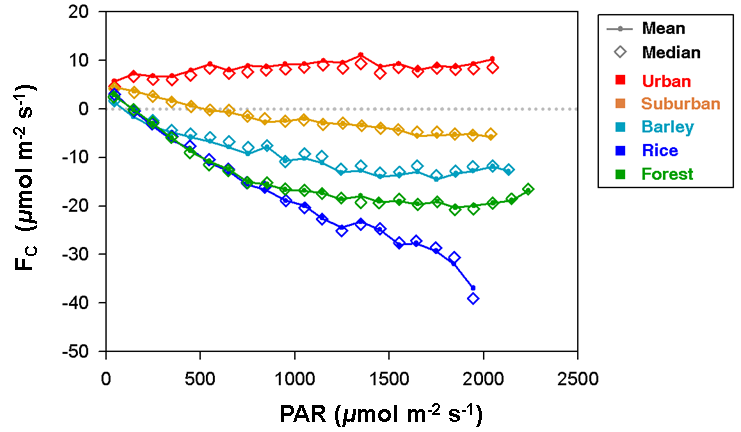 20
10
0
-10
-20
-30
-40
-50
F_C (µmol m⁻² s⁻¹)
0
500
1000
1500
2000
2500
PAR (µmol m⁻² s⁻¹)
Mean
Median
Urban
Suburban
Barley
Rice
Forest